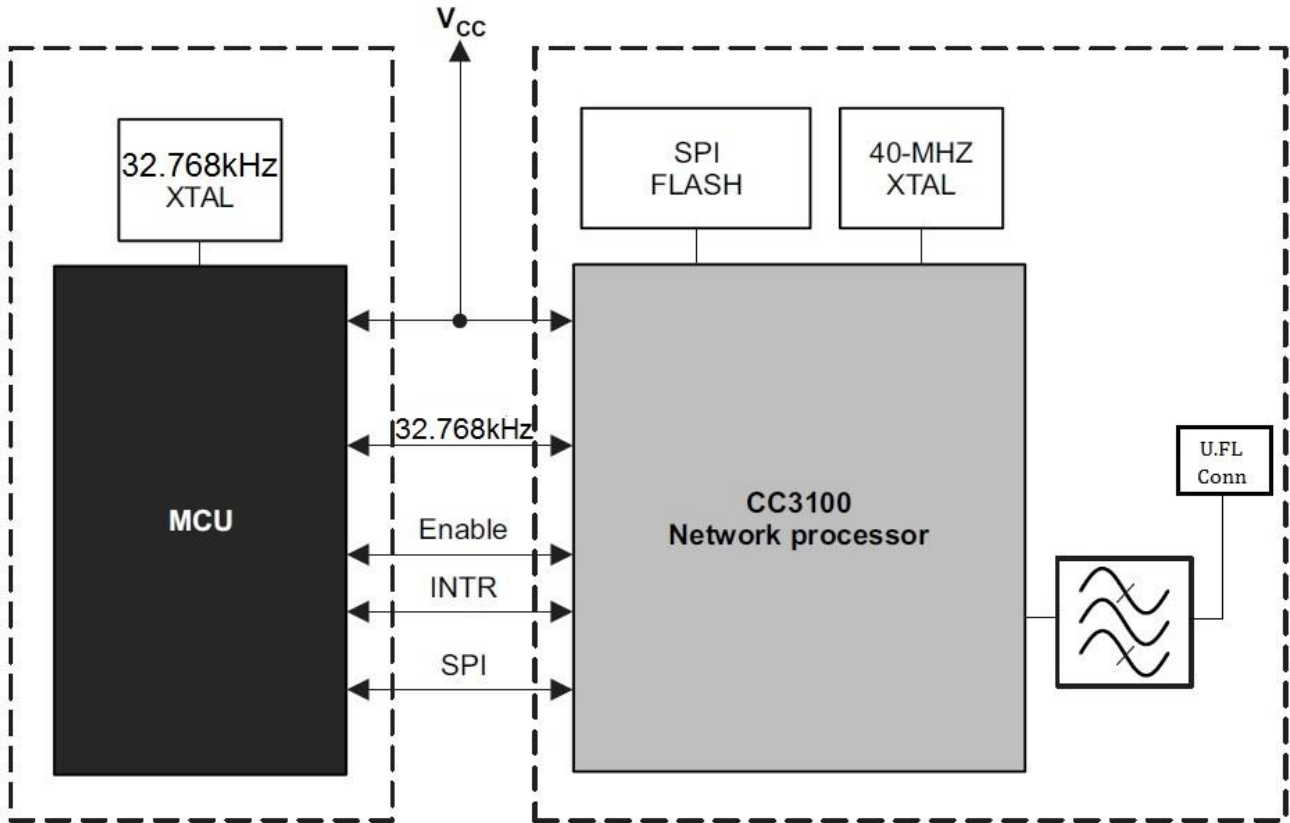 VCC
32.768kHz
XTAL
SPI
FLASH
40-MHZ
XTAL
32.768kHz
MCU
Enable
INTR
SPI
CC3100
Network processor
U.FL
Conn